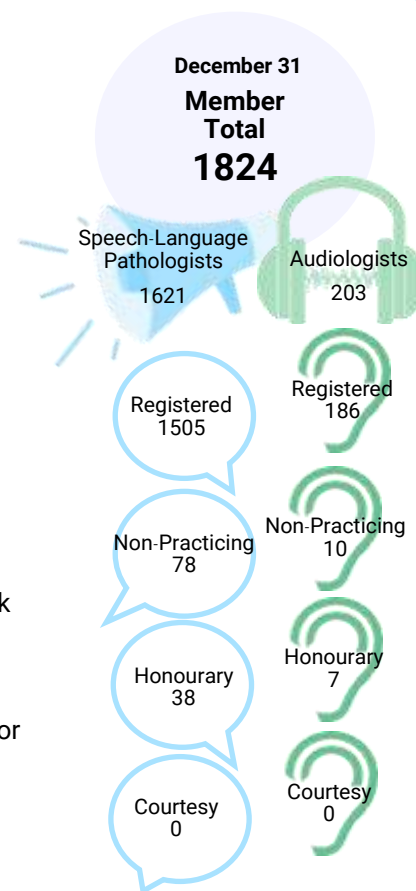 December 31
Member
Total
1824
Speech-Language
Pathologists
1621
Audiologists
203
Registered
1505
Registered
186
Non-Practicing
78
Non-Practicing
10
k
Honourary
38
Honourary
7
or
Courtesy
0
Courtesy
0